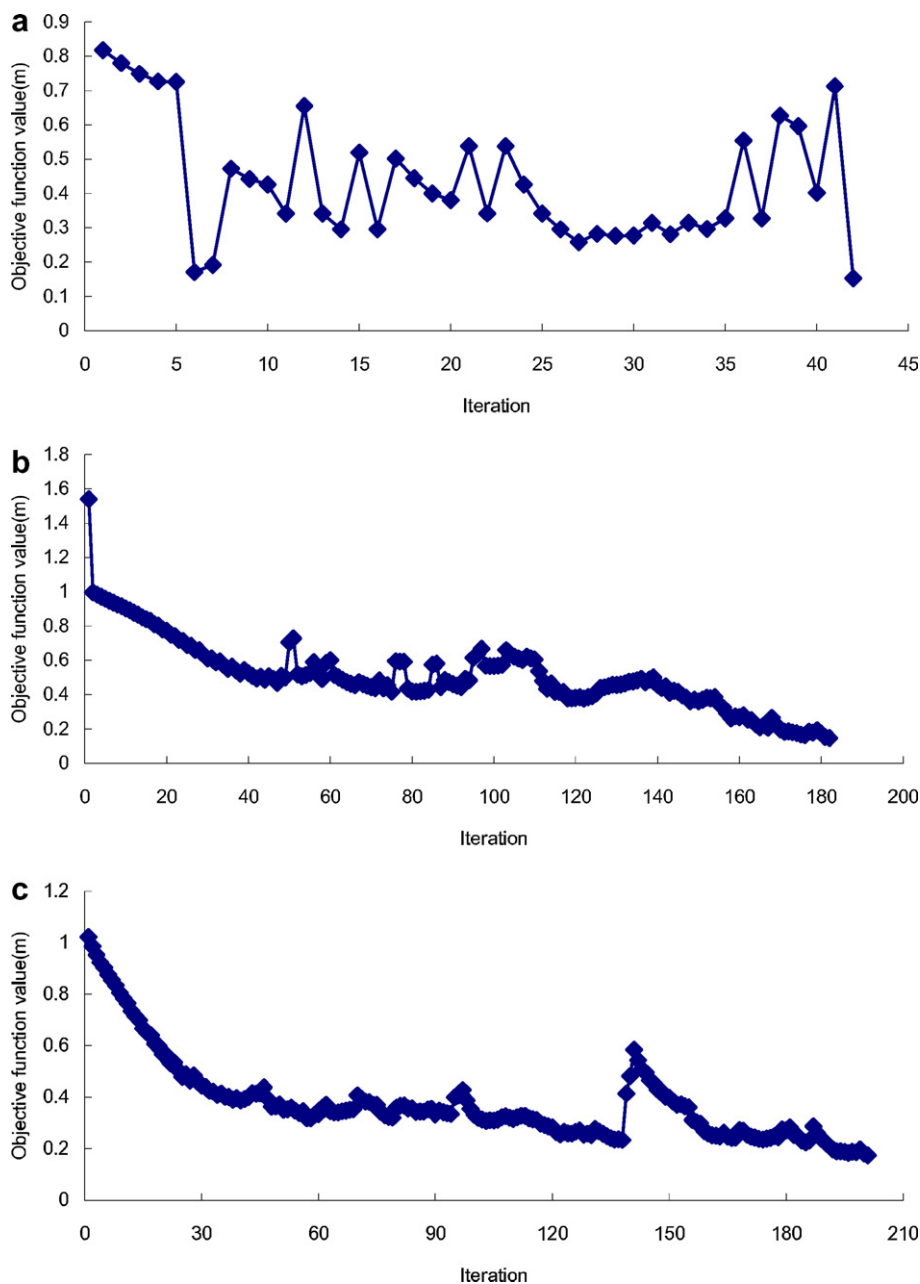 a
Objective function value(m)
0.9
0.8
0.7
0.6
0.5
0.4
0.3
0.2
0.1
0
0 5 10 15 20 25 30 35 40 45
Iteration
b
Objective function value(m)
1.8
1.6
1.4
1.2
1
0.8
0.6
0.4
0.2
0
0 20 40 60 80 100 120 140 160 180 200
Iteration
c
Objective function value(m)
1.2
1
0.8
0.6
0.4
0.2
0
0 30 60 90 120 150 180 210
Iteration